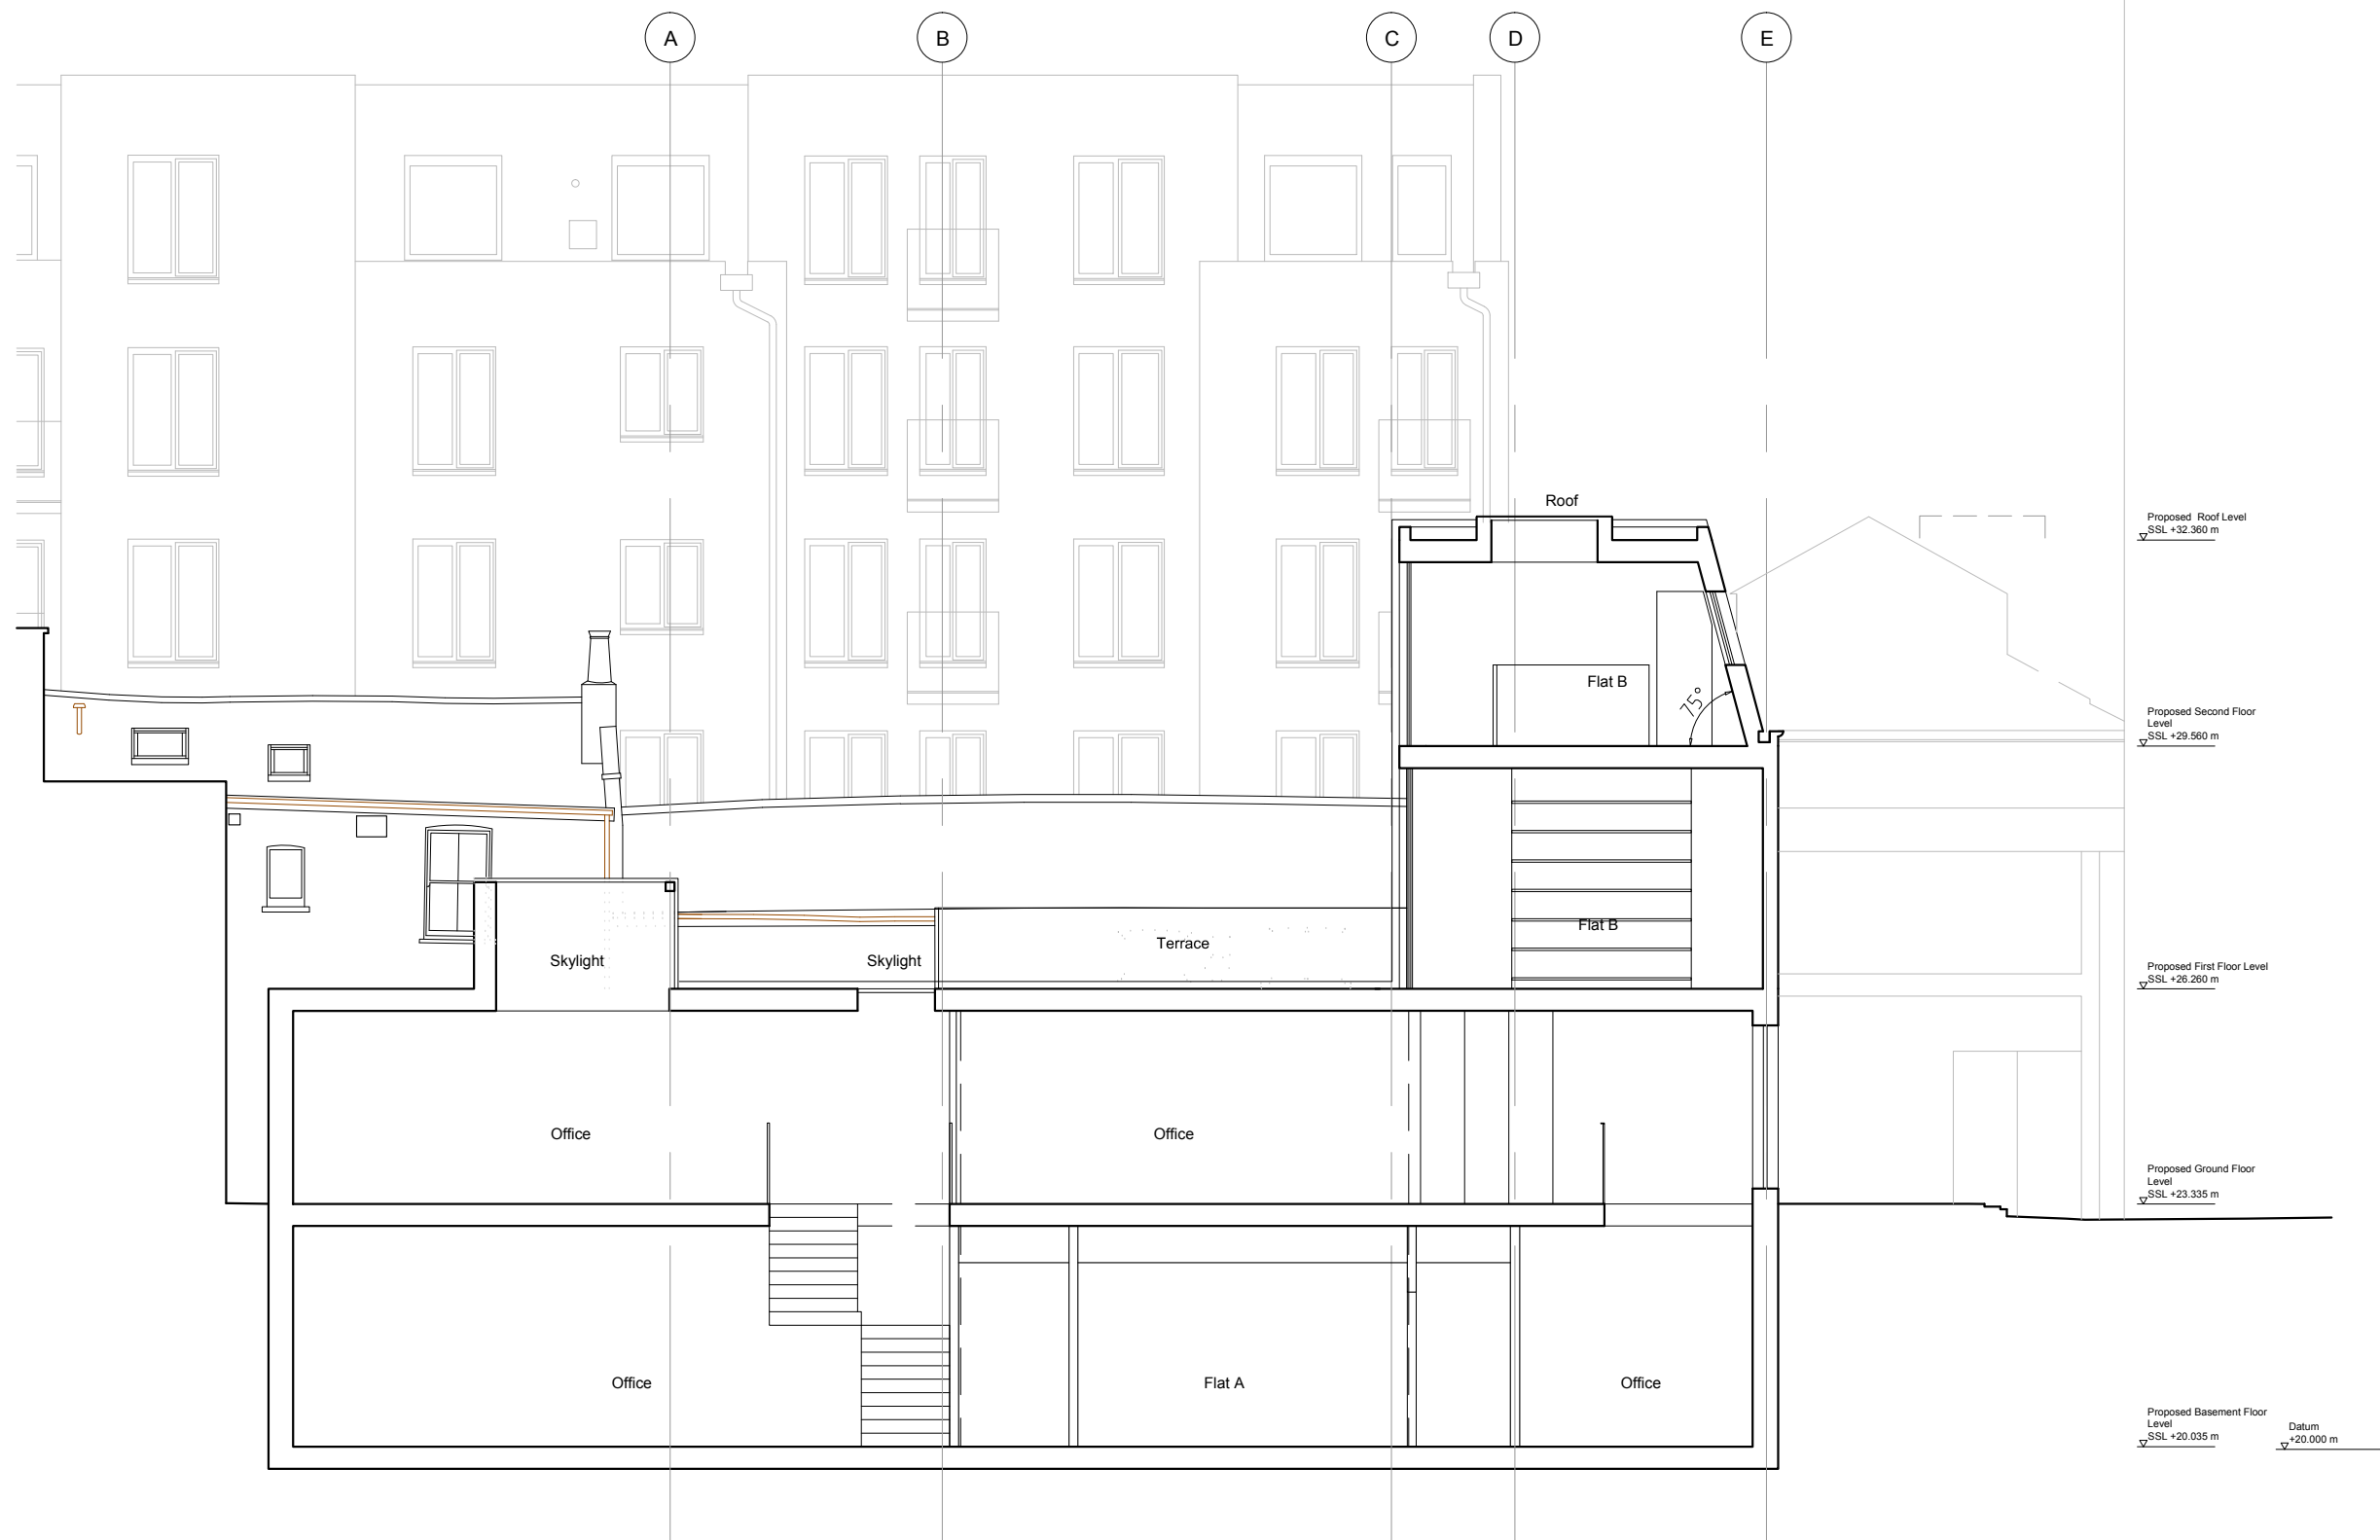 A
B
C
D
E
Roof
Proposed Roof Level
SSL +32.360 m
Flat B
75°
Proposed Second Floor
Level
SSL +29.560 m
Flat B
Terrace
Skylight
Skylight
Proposed First Floor Level
SSL +26.260 m
Office
Office
Proposed Ground Floor
Level
SSL +23.335 m
Office
Flat A
Office
Proposed Basement Floor
Level
SSL +20.035 m
Datum
+20.000 m